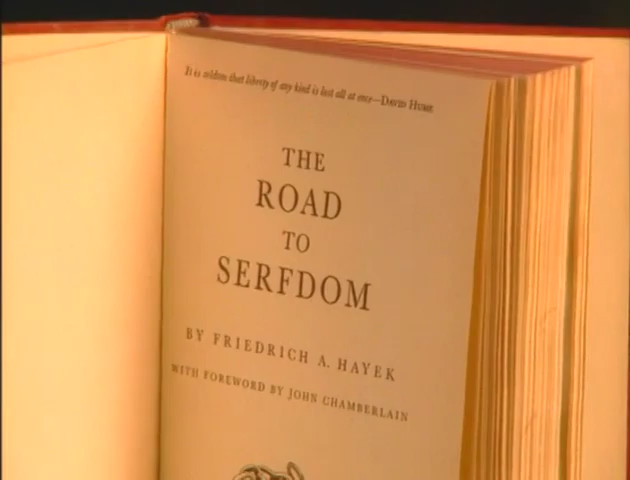 It is seldom that liberty of any kind is lost all at once—DAVID HUME
THE
ROAD
TO
SERFDOM
BY FRIEDRICH A. HAYEK
WITH FOREWORD BY JOHN CHAMBERLAIN